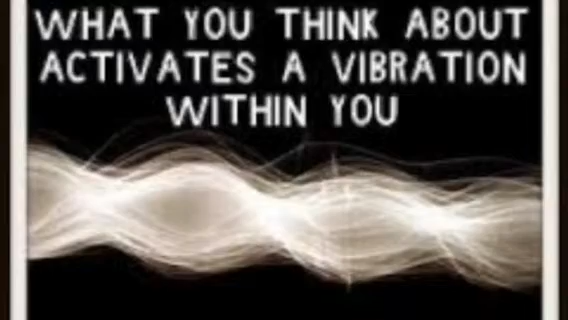 WHAT YOU THINK ABOUT
ACTIVATES A VIBRATION
WITHIN YOU